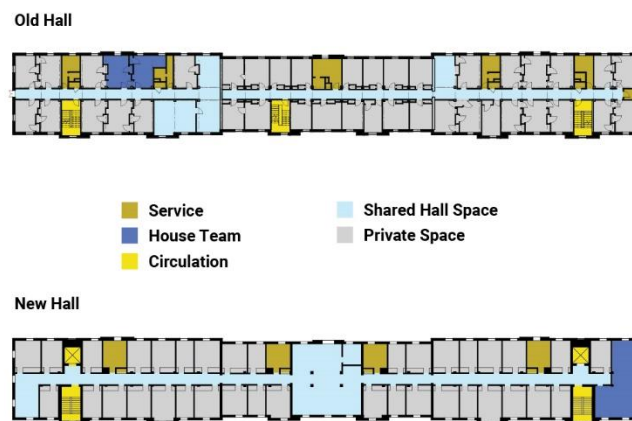 Old Hall
Service
House Team
Circulation
Shared Hall Space
Private Space
New Hall